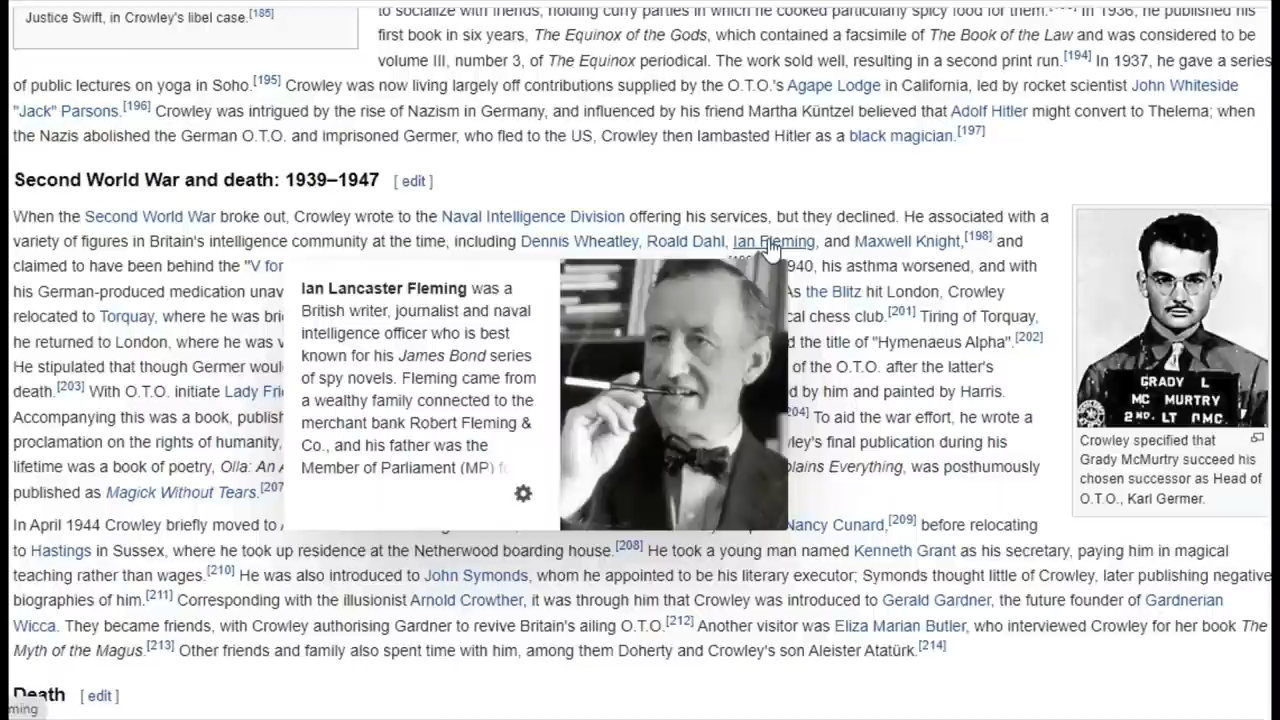 Justice Swift, in Crowley's libel case.[185]
to socialize with friends, holding curry parties in which he cooked particularly spicy food for them. In 1936, he published his
first book in six years, The Equinox of the Gods, which contained a facsimile of The Book of the Law and was considered to be
volume III, number 3, of The Equinox periodical. The work sold well, resulting in a second print run.[194] In 1937, he gave a series
of public lectures on yoga in Soho.[195] Crowley was now living largely off contributions supplied by the O.T.O.'s Agape Lodge in California, led by rocket scientist John Whiteside
"Jack" Parsons.[196] Crowley was intrigued by the rise of Nazism in Germany, and influenced by his friend Martha Küntzel believed that Adolf Hitler might convert to Thelema; when
the Nazis abolished the German O.T.O. and imprisoned Germer, who fled to the US, Crowley then lambasted Hitler as a black magician.[197]
Second World War and death: 1939–1947 [ edit ]
When the Second World War broke out, Crowley wrote to the Naval Intelligence Division offering his services, but they declined. He associated with a
variety of figures in Britain's intelligence community at the time, including Dennis Wheatley, Roald Dahl, Ian Fleming, and Maxwell Knight,[198] and
claimed to have been behind the "V for 940, his asthma worsened, and with
his German-produced medication As the Blitz hit London, Crowley
relocated to Torquay, where he was chess club.[201] Tiring of Torquay,
he returned to London, where he was the title of "Hymenaeus Alpha".[202]
He stipulated that though Germer of the O.T.O. after the latter's
death.[203] With O.T.O. initiate Lady by him and painted by Harris.
Accompanying this was a book, To aid the war effort, he wrote a
proclamation on the rights of humanity, final publication during his
lifetime was a book of poetry, Olla: An Everything, was posthumously
published as Magick Without Tears.
Ian Lancaster Fleming was a
British writer, journalist and naval
intelligence officer who is best
known for his James Bond series
of spy novels. Fleming came from
a wealthy family connected to the
merchant bank Robert Fleming &
Co., and his father was the
Member of Parliament (MP)
GRADY L
MC MURTRY
2ND. LT OMC.
Crowley specified that
Grady McMurtry succeed his
chosen successor as Head of
O.T.O., Karl Germer.
In April 1944 Crowley briefly moved to Nancy Cunard,[209] before relocating
to Hastings in Sussex, where he took up residence at the Netherwood boarding house.[208] He took a young man named Kenneth Grant as his secretary, paying him in magical
teaching rather than wages.[210] He was also introduced to John Symonds, whom he appointed to be his literary executor; Symonds thought little of Crowley, later publishing negative
biographies of him.[211] Corresponding with the illusionist Arnold Crowther, it was through him that Crowley was introduced to Gerald Gardner, the future founder of Gardnerian
Wicca. They became friends, with Crowley authorising Gardner to revive Britain's ailing O.T.O.[212] Another visitor was Eliza Marian Butler, who interviewed Crowley for her book The
Myth of the Magus.[213] Other friends and family also spent time with him, among them Doherty and Crowley's son Aleister Atatürk.[214]
Death [ edit ]
ming